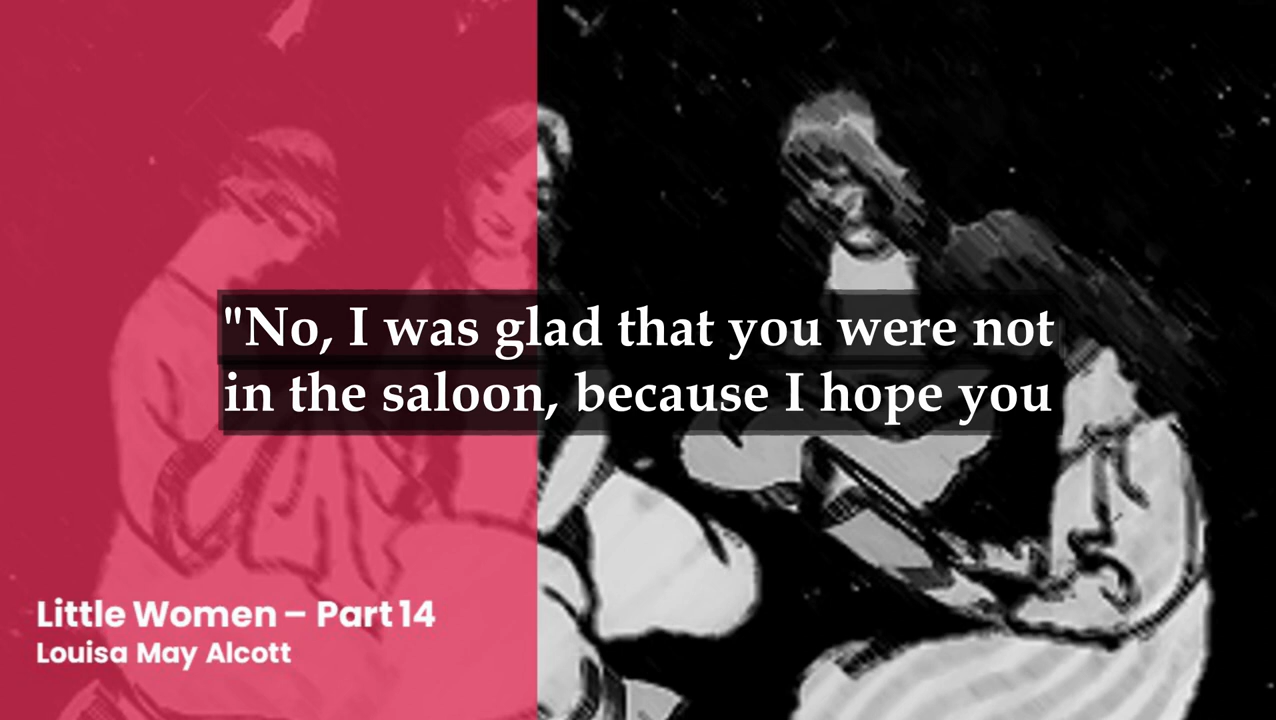 "No, I was glad that you were not
in the saloon, because I hope you
Little Women – Part 14
Louisa May Alcott